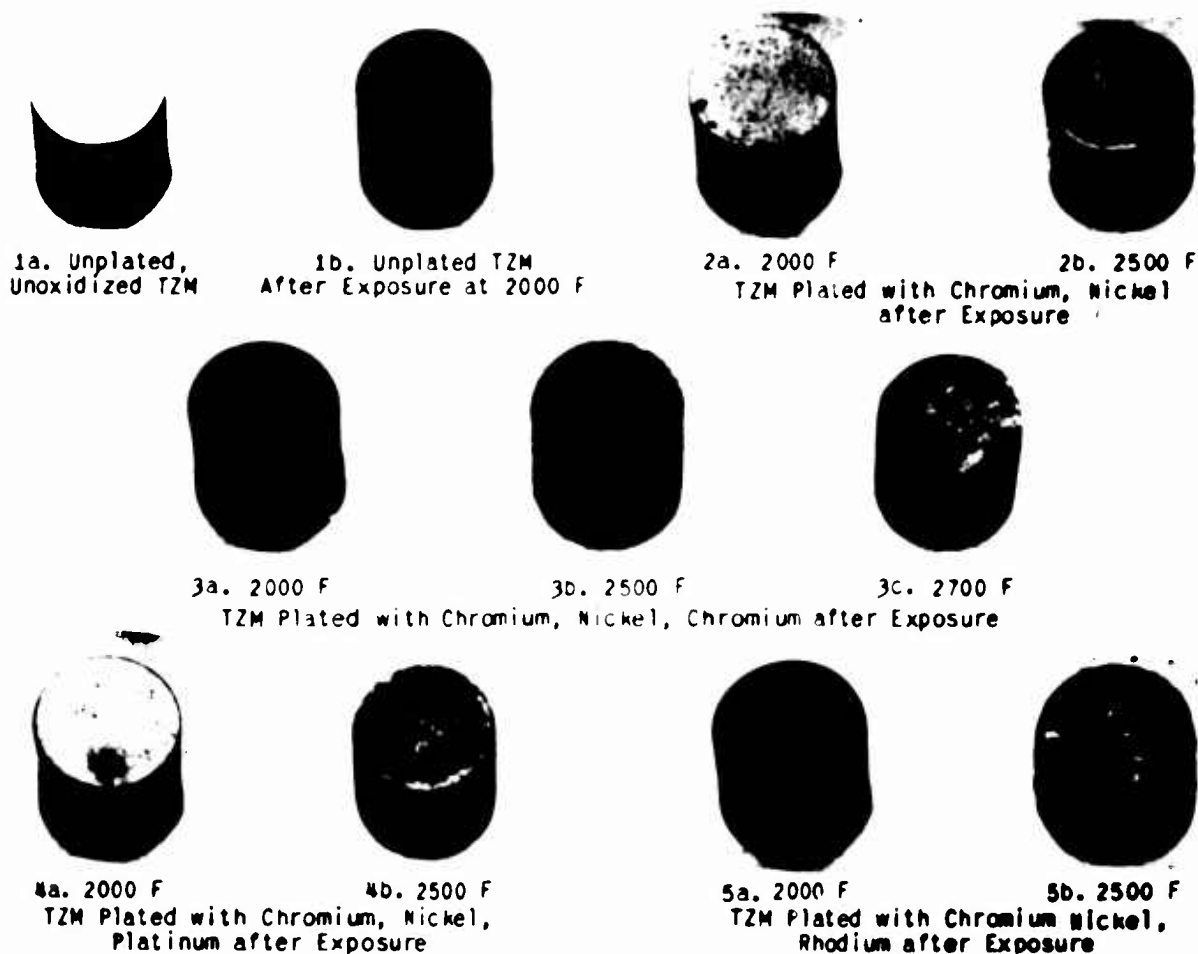 1a. Unplated,
Unoxidized TZM
1b. Unplated TZM
After Exposure at 2000 F
2a. 2000 F
2b. 2500 F
TZM Plated with Chromium, Nickel
after Exposure
3a. 2000 F
3b. 2500 F
3c. 2700 F
TZM Plated with Chromium, Nickel, Chromium after Exposure
4a. 2000 F
4b. 2500 F
TZM Plated with Chromium, Nickel,
Platinum after Exposure
5a. 2000 F
5b. 2500 F
TZM Plated with Chromium Nickel,
Rhodium after Exposure